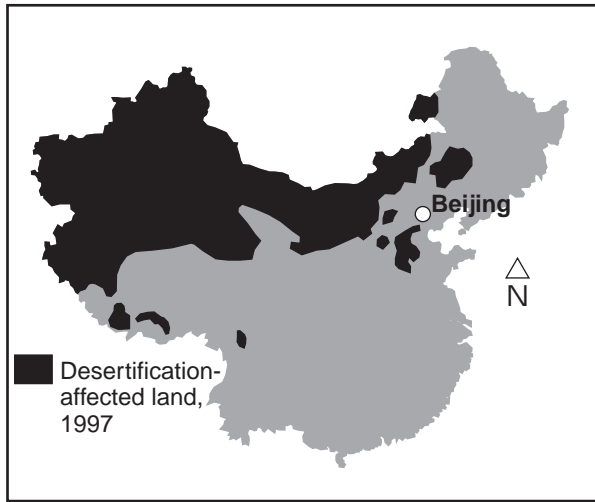 Beijing
N
Desertification-
affected land,
1997